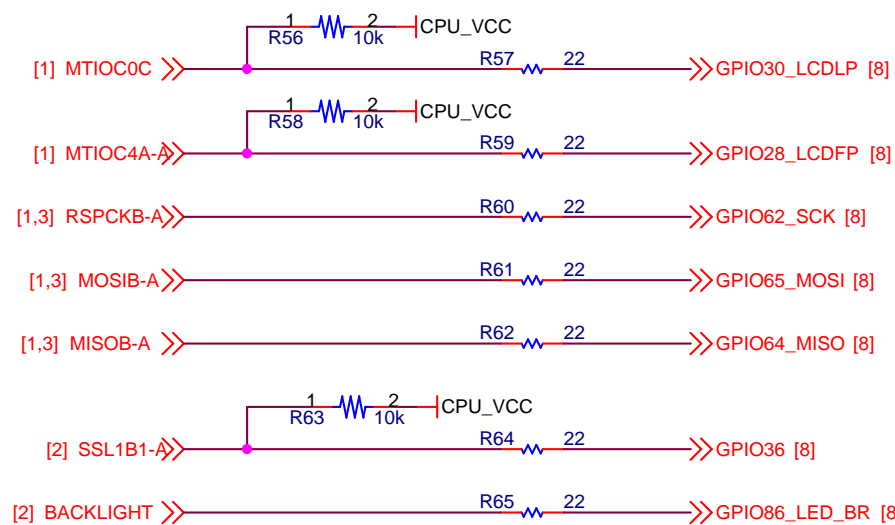 1 2 CPU_VCC
R56 10k
[1] MTIOC0C R57 22 GPIO30_LCDLP [8]
1 2 CPU_VCC
R58 10k
[1] MTIOC4A-A R59 22 GPIO28_LCDFP [8]
[1,3] RSPCKB-A R60 22 GPIO62_SCK [8]
[1,3] MOSIB-A R61 22 GPIO65_MOSI [8]
[1,3] MISOB-A R62 22 GPIO64_MISO [8]
1 2 CPU_VCC
R63 10k
[2] SSL1B1-A R64 22 GPIO36 [8]
[2] BACKLIGHT R65 22 GPIO86_LED_BR [8